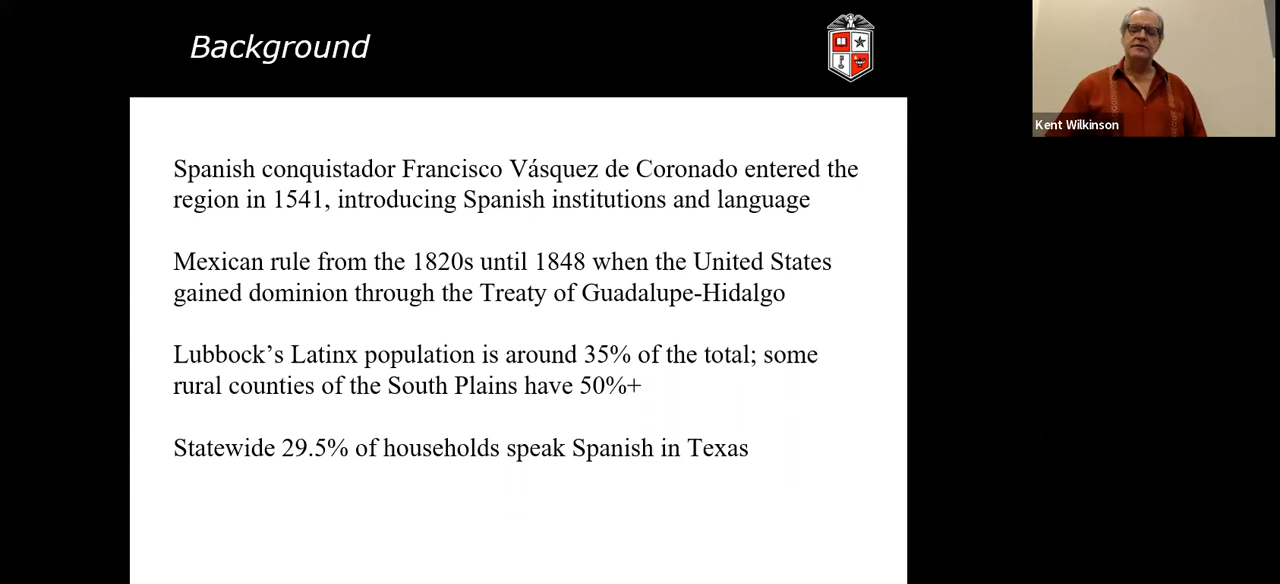 Background
Kent Wilkinson
Spanish conquistador Francisco Vásquez de Coronado entered the
region in 1541, introducing Spanish institutions and language
Mexican rule from the 1820s until 1848 when the United States
gained dominion through the Treaty of Guadalupe-Hidalgo
Lubbock’s Latinx population is around 35% of the total; some
rural counties of the South Plains have 50%+
Statewide 29.5% of households speak Spanish in Texas